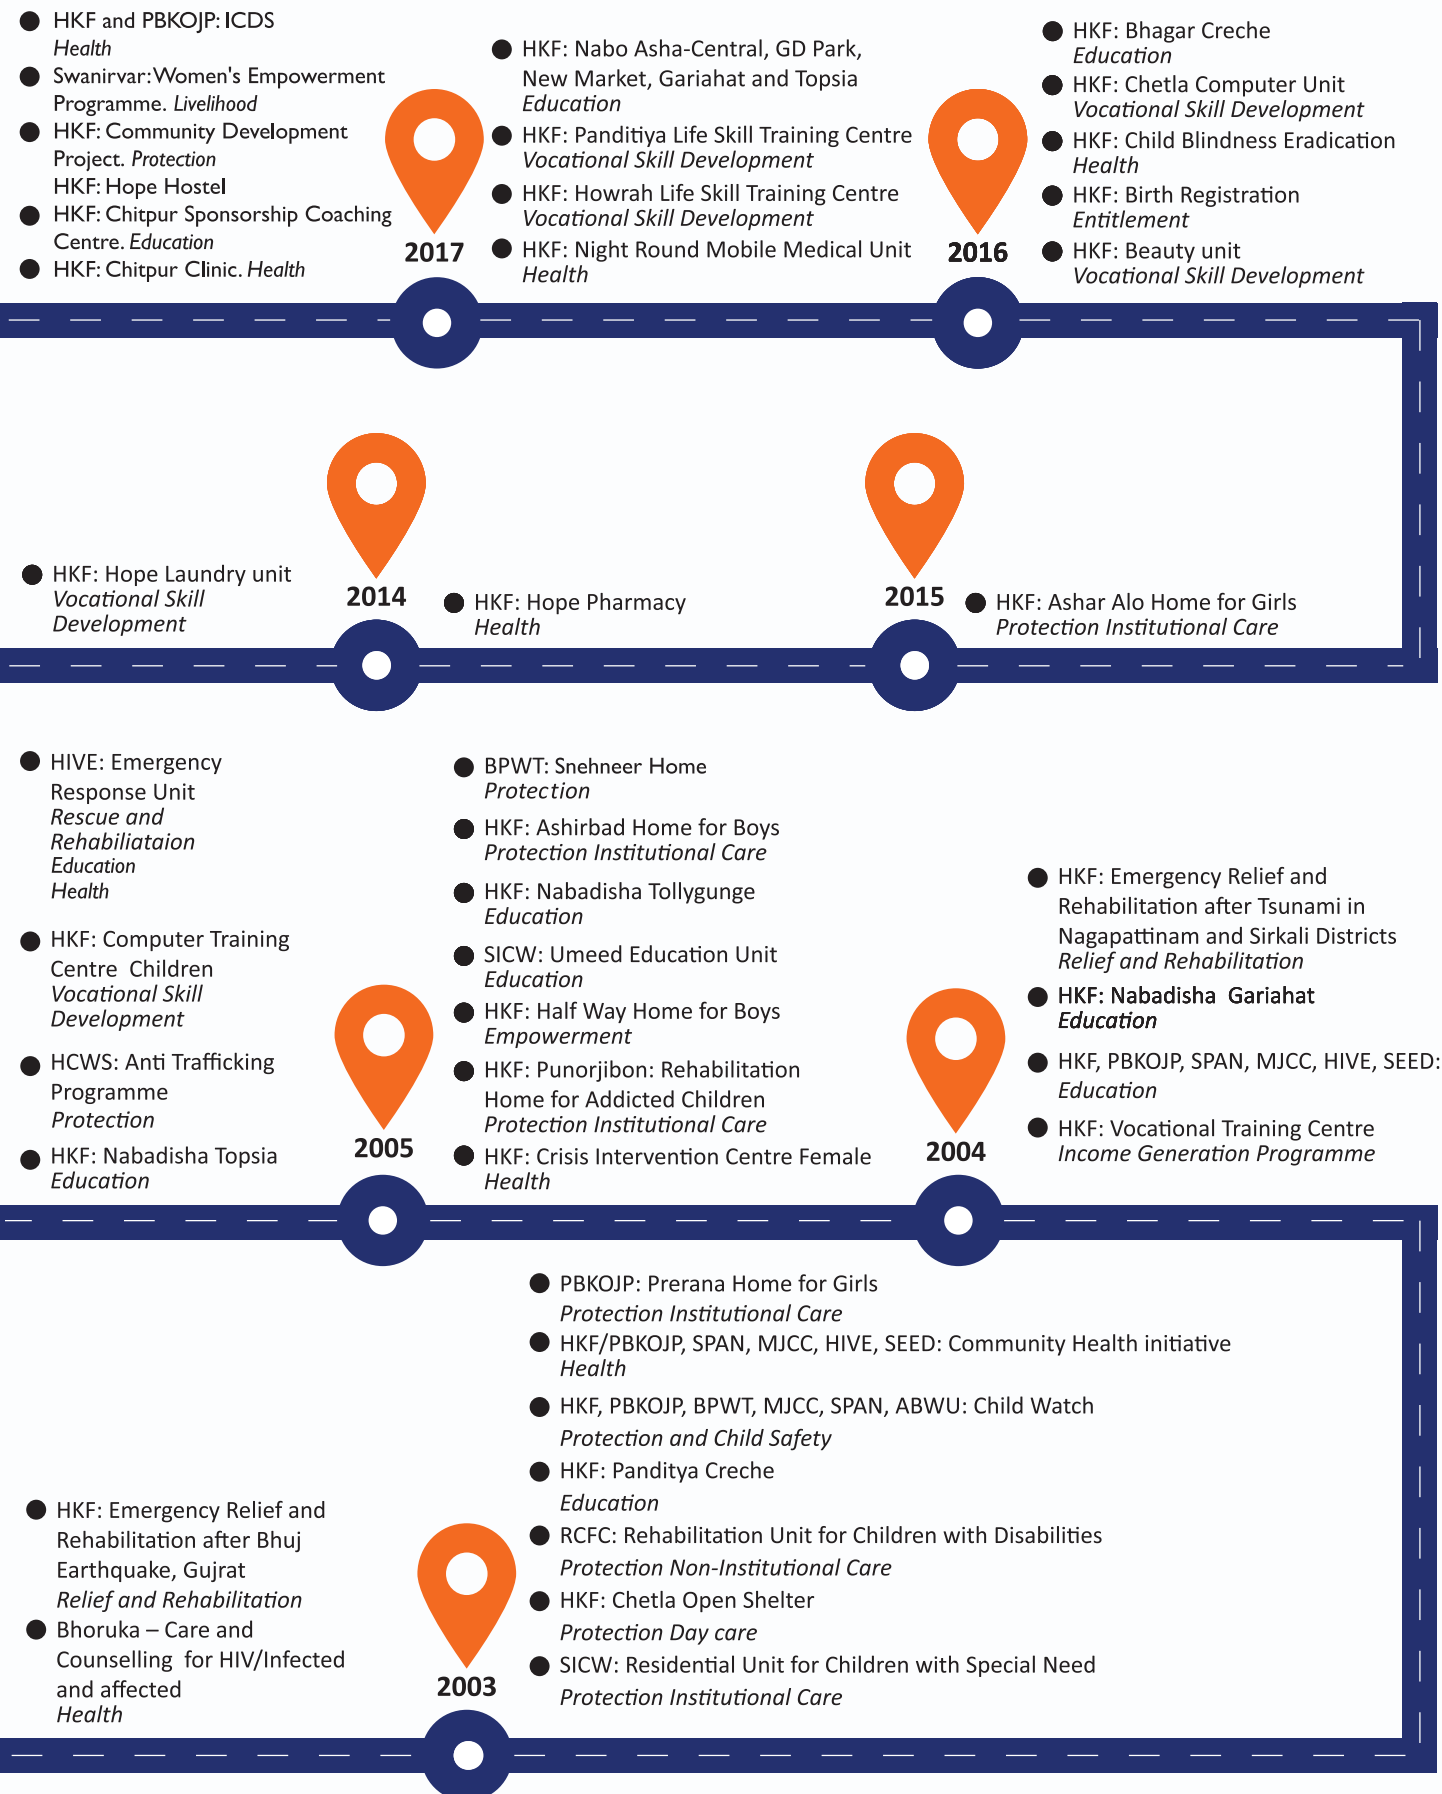 HKF and PBKOJP: ICDS
Health
Swanirvar: Women's Empowerment
Programme. Livelihood
HKF: Community Development
Project. Protection
HKF: Hope Hostel
HKF: Chitpur Sponsorship Coaching
Centre. Education
HKF: Chitpur Clinic. Health
2017
HKF: Nabo Asha-Central, GD Park,
New Market, Gariahat and Topsia
Education
HKF: Panditiya Life Skill Training Centre
Vocational Skill Development
HKF: Howrah Life Skill Training Centre
Vocational Skill Development
HKF: Night Round Mobile Medical Unit
Health
2016
HKF: Bhagar Creche
Education
HKF: Chetla Computer Unit
Vocational Skill Development
HKF: Child Blindness Eradication
Health
HKF: Birth Registration
Entitlement
HKF: Beauty unit
Vocational Skill Development
HKF: Hope Laundry unit
Vocational Skill
Development
2014
HKF: Hope Pharmacy
Health
2015
HKF: Ashar Alo Home for Girls
Protection Institutional Care
HIVE: Emergency
Response Unit
Rescue and
Rehabiliataion
Education
Health
HKF: Computer Training
Centre Children
Vocational Skill
Development
HCWS: Anti Trafficking
Programme
Protection
HKF: Nabadisha Topsia
Education
2005
BPWT: Snehneer Home
Protection
HKF: Ashirbad Home for Boys
Protection Institutional Care
HKF: Nabadisha Tollygunge
Education
SICW: Umeed Education Unit
Education
HKF: Half Way Home for Boys
Empowerment
HKF: Punorjibon: Rehabilitation
Home for Addicted Children
Protection Institutional Care
HKF: Crisis Intervention Centre Female
Health
2004
HKF: Emergency Relief and
Rehabilitation after Tsunami in
Nagapattinam and Sirkali Districts
Relief and Rehabilitation
HKF: Nabadisha Gariahat
Education
HKF, PBKOJP, SPAN, MJCC, HIVE, SEED:
Education
HKF: Vocational Training Centre
Income Generation Programme
HKF: Emergency Relief and
Rehabilitation after Bhuj
Earthquake, Gujrat
Relief and Rehabilitation
Bhoruka – Care and
Counselling for HIV/Infected
and affected
Health
2003
PBKOJP: Prerana Home for Girls
Protection Institutional Care
HKF/PBKOJP, SPAN, MJCC, HIVE, SEED: Community Health initiative
Health
HKF, PBKOJP, BPWT, MJCC, SPAN, ABWU: Child Watch
Protection and Child Safety
HKF: Panditya Creche
Education
RCFC: Rehabilitation Unit for Children with Disabilities
Protection Non-Institutional Care
HKF: Chetla Open Shelter
Protection Day care
SICW: Residential Unit for Children with Special Need
Protection Institutional Care